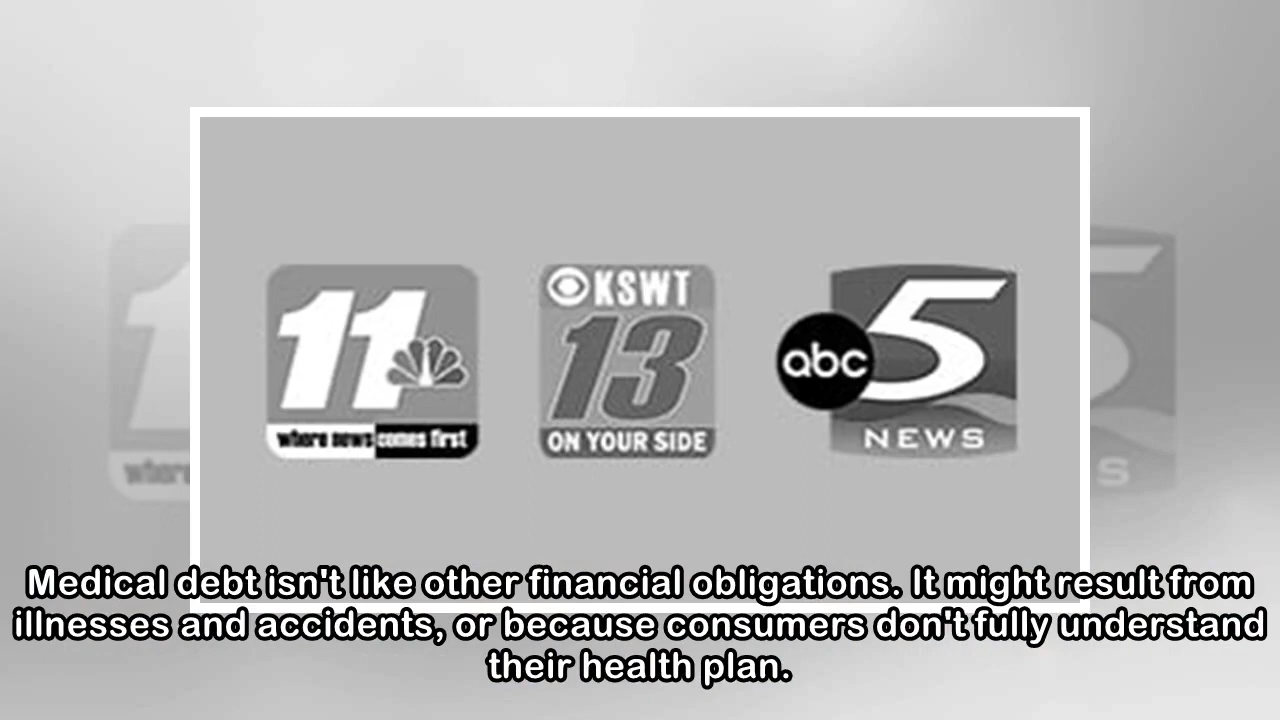 11
where news comes first
KSWT
13
ON YOUR SIDE
abc
5
NEWS
where
S
Medical debt isn't like other financial obligations. It might result from
illnesses and accidents, or because consumers don't fully understand
their health plan.